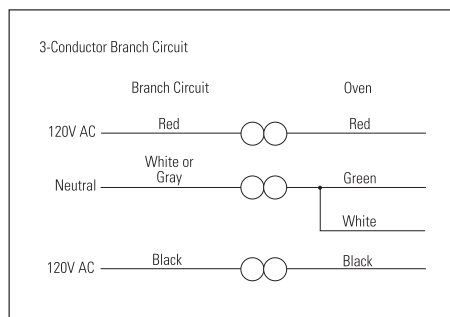 3-Conductor Branch Circuit
Branch Circuit Oven
120V AC Red Red
White or
Gray
Neutral Green
White
120V AC Black Black